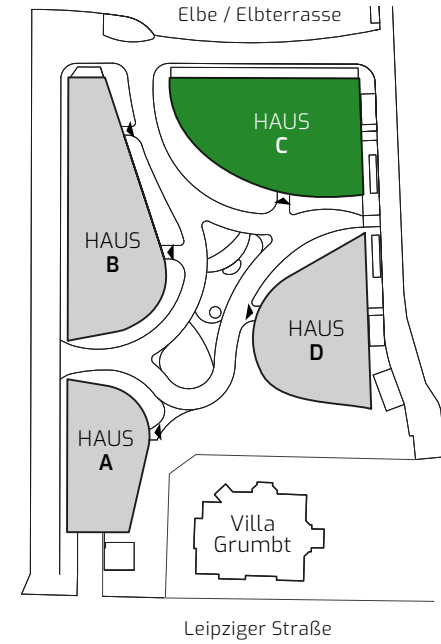 Elbe / Elbterrasse
HAUS
C
HAUS
B
HAUS
D
HAUS
A
Villa
Grumbt
Leipziger Straße